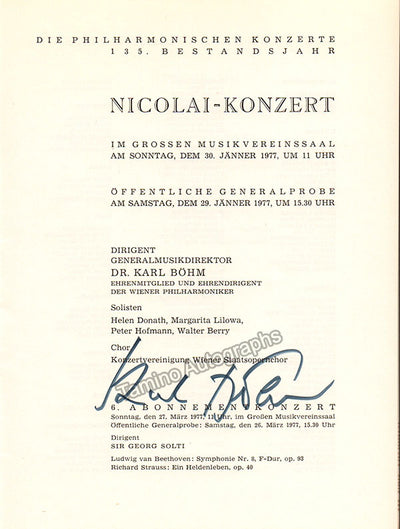 DIE PHILHARMONISCHEN KONZERTE
135. BESTANDSJAHR
NICOLAI-KONZERT
IM GROSSEN MUSIKVEREINSSAAL
AM SONNTAG, DEM 30. JÄNNER 1977, UM 11 UHR
ÖFFENTLICHE GENERALPROBE
AM SAMSTAG, DEM 29. JÄNNER 1977, UM 15.30 UHR
DIRIGENT
GENERALMUSIKDIREKTOR
DR. KARL BÖHM
EHRENMITGLIED UND EHRENDIRIGENT
DER WIENER PHILHARMONIKER
Solisten
Helen Donath, Margarita Lilowa,
Peter Hofmann, Walter Berry
Chor
Konzertvereinigung Wiener Staatsopernchor
Karl Böhm
Tamino Autographs
6. ABONNEMENTKONZERT
Sonntag, den 27. März 1977, 11 Uhr, im Großen Musikvereinssaal
Öffentliche Generalprobe: Samstag, den 26. März 1977, 15.30 Uhr
Dirigent
SIR GEORG SOLTI
Ludwig van Beethoven: Symphonie Nr. 8, F-Dur, op. 93
Richard Strauss: Ein Heldenleben, op. 40